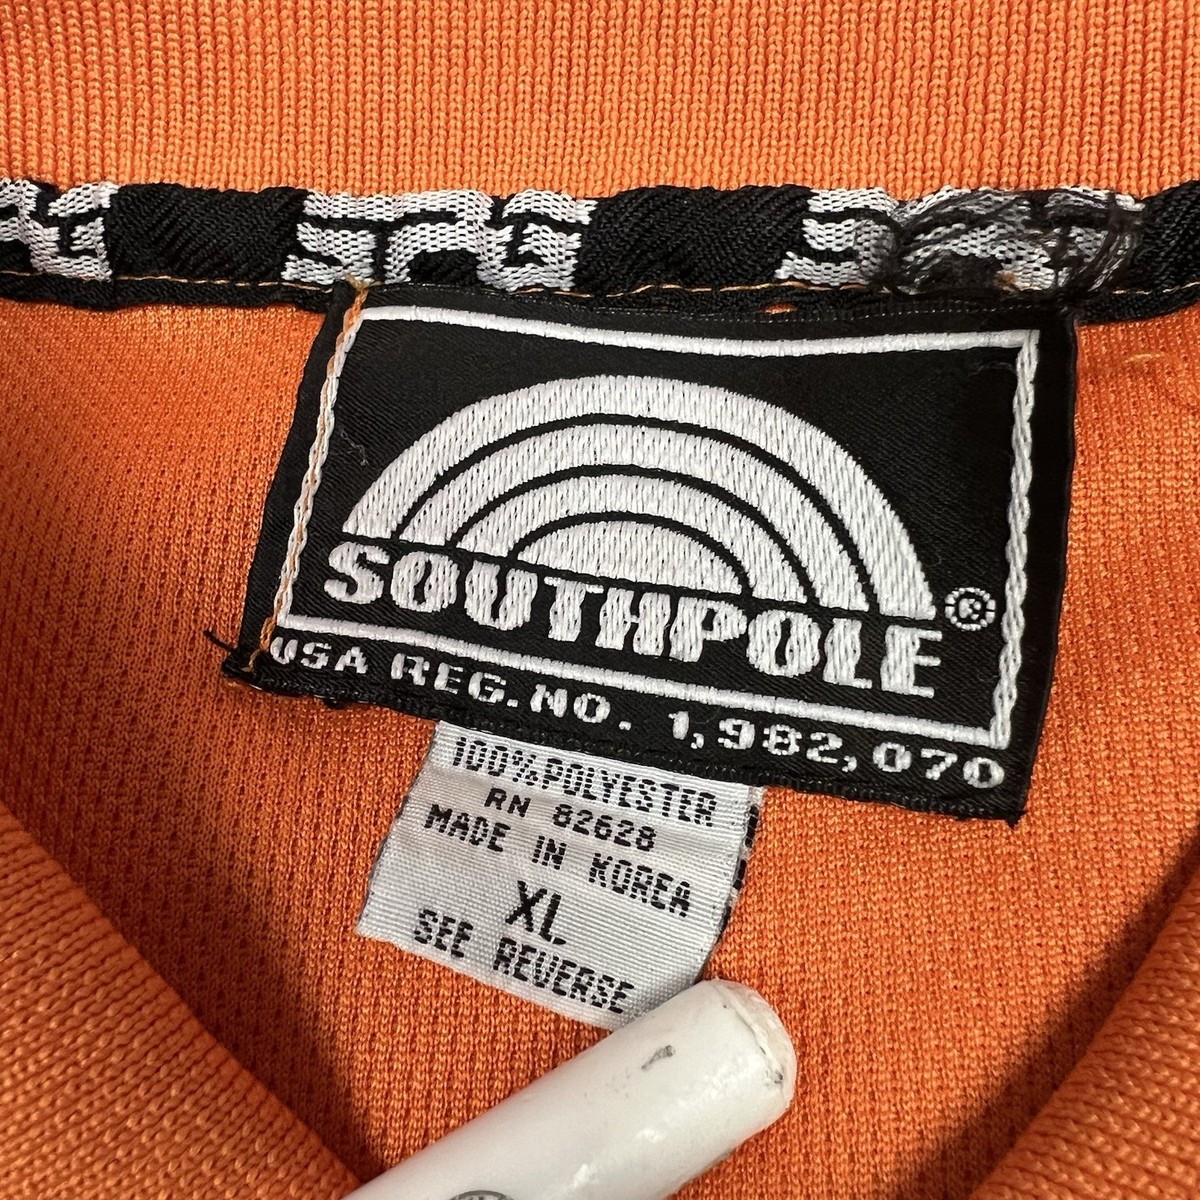 SOUTHPOLE®
USA REG.NO. 1,982,070
100% POLYESTER
RN 82628
MADE IN KOREA
XL
SEE REVERSE